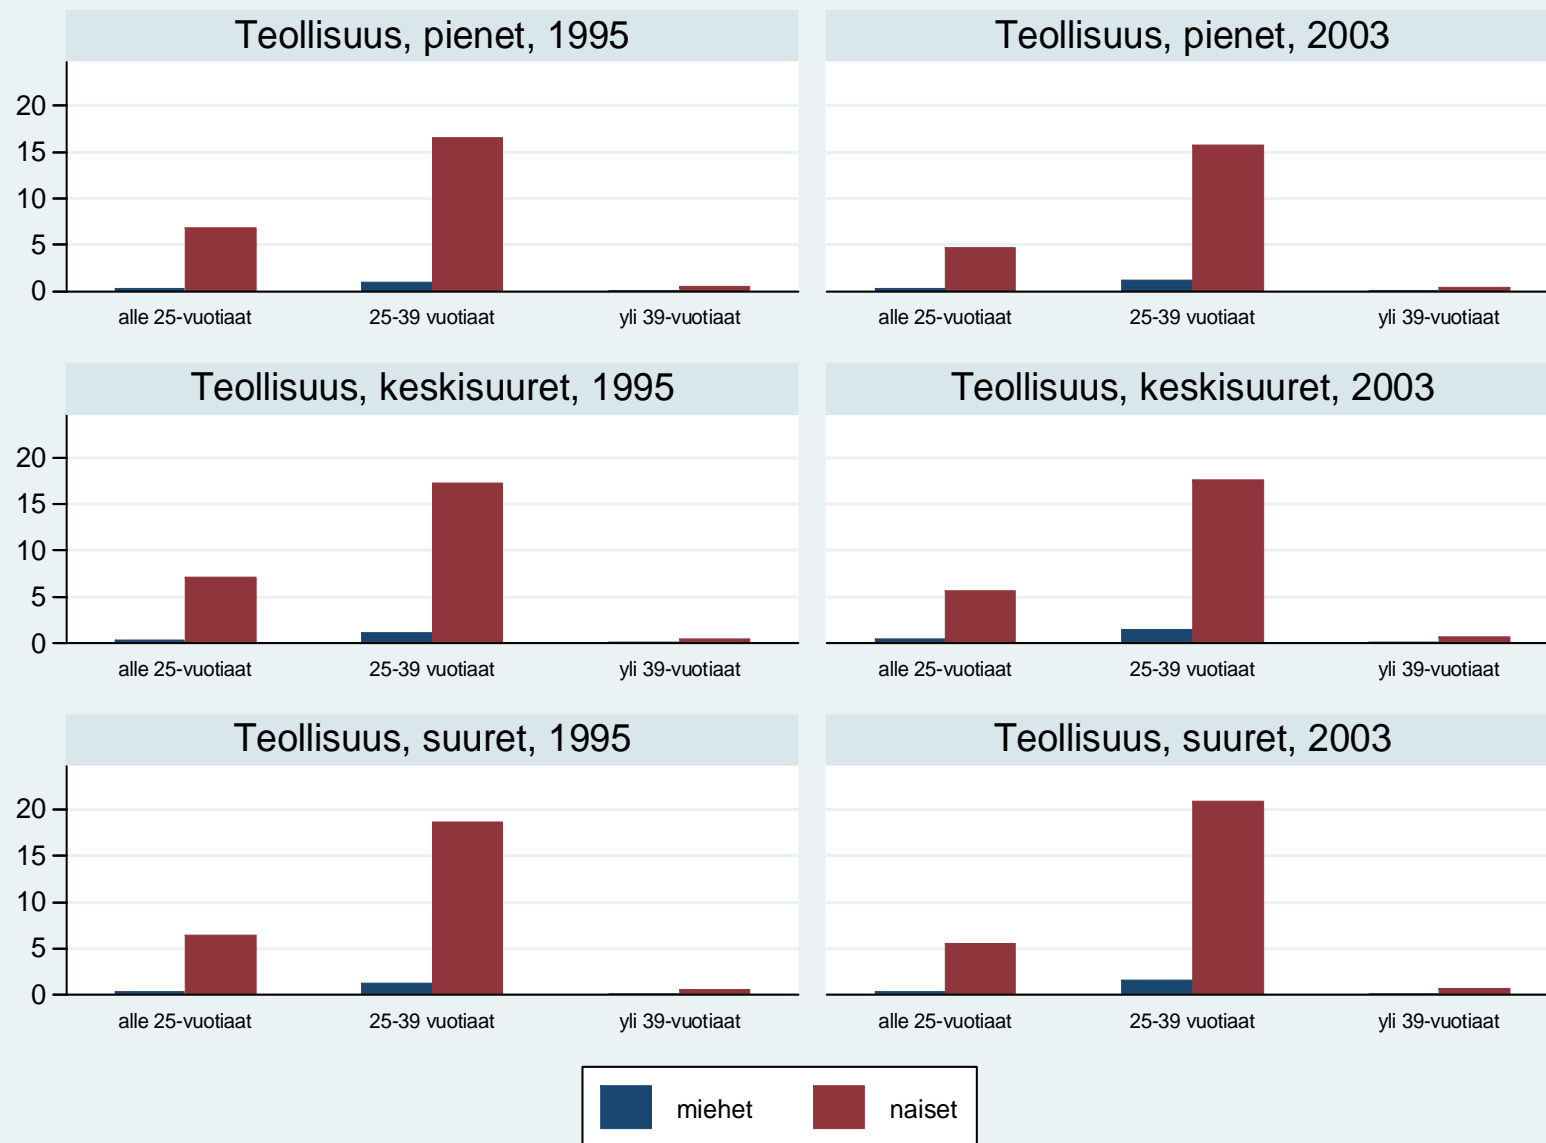 Teollisuus, pienet, 1995
20
15
10
5
0
alle 25-vuotiaat 25-39 vuotiaat yli 39-vuotiaat
Teollisuus, pienet, 2003
alle 25-vuotiaat 25-39 vuotiaat yli 39-vuotiaat
Teollisuus, keskisuuret, 1995
20
15
10
5
0
alle 25-vuotiaat 25-39 vuotiaat yli 39-vuotiaat
Teollisuus, keskisuuret, 2003
alle 25-vuotiaat 25-39 vuotiaat yli 39-vuotiaat
Teollisuus, suuret, 1995
20
15
10
5
0
alle 25-vuotiaat 25-39 vuotiaat yli 39-vuotiaat
Teollisuus, suuret, 2003
alle 25-vuotiaat 25-39 vuotiaat yli 39-vuotiaat
miehet naiset